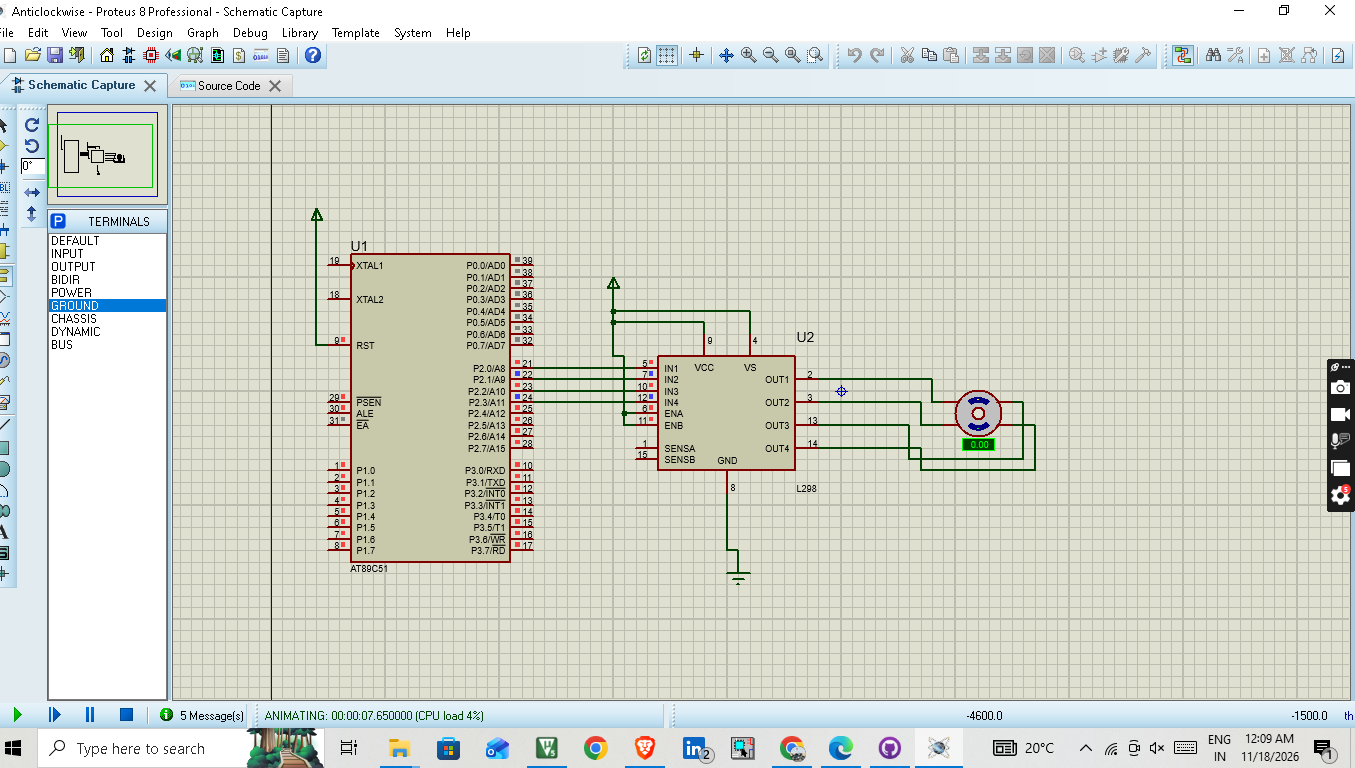 Anticlockwise - Proteus 8 Professional - Schematic Capture
File Edit View Tool Design Graph Debug Library Template System Help
Schematic Capture Source Code
0°
TERMINALS
DEFAULT
INPUT
OUTPUT
BIDIR
POWER
GROUND
CHASSIS
DYNAMIC
BUS
U1
19 XTAL1
18 XTAL2
9 RST
29 PSEN
30 ALE
31 EA
1 P1.0
2 P1.1
3 P1.2
4 P1.3
5 P1.4
6 P1.5
7 P1.6
8 P1.7
P0.0/AD0 39
P0.1/AD1 38
P0.2/AD2 37
P0.3/AD3 36
P0.4/AD4 35
P0.5/AD5 34
P0.6/AD6 33
P0.7/AD7 32
P2.0/A8 21
P2.1/A9 22
P2.2/A10 23
P2.3/A11 24
P2.4/A12 25
P2.5/A13 26
P2.6/A14 27
P2.7/A15 28
P3.0/RXD 10
P3.1/TXD 11
P3.2/INT0 12
P3.3/INT1 13
P3.4/T0 14
P3.5/T1 15
P3.6/WR 16
P3.7/RD 17
AT89C51
U2
9 4
VCC VS
5 IN1
7 IN2
10 IN3
12 IN4
6 ENA
11 ENB
1 SENSA
15 SENSB
OUT1 2
OUT2 3
OUT3 13
OUT4 14
GND
8
L298
0.00
5 Message(s) ANIMATING: 00:00:07.650000 (CPU load 4%) -4600.0 -1500.0 th
Type here to search
2
20°C
ENG
IN
12:09 AM
11/18/2026
1